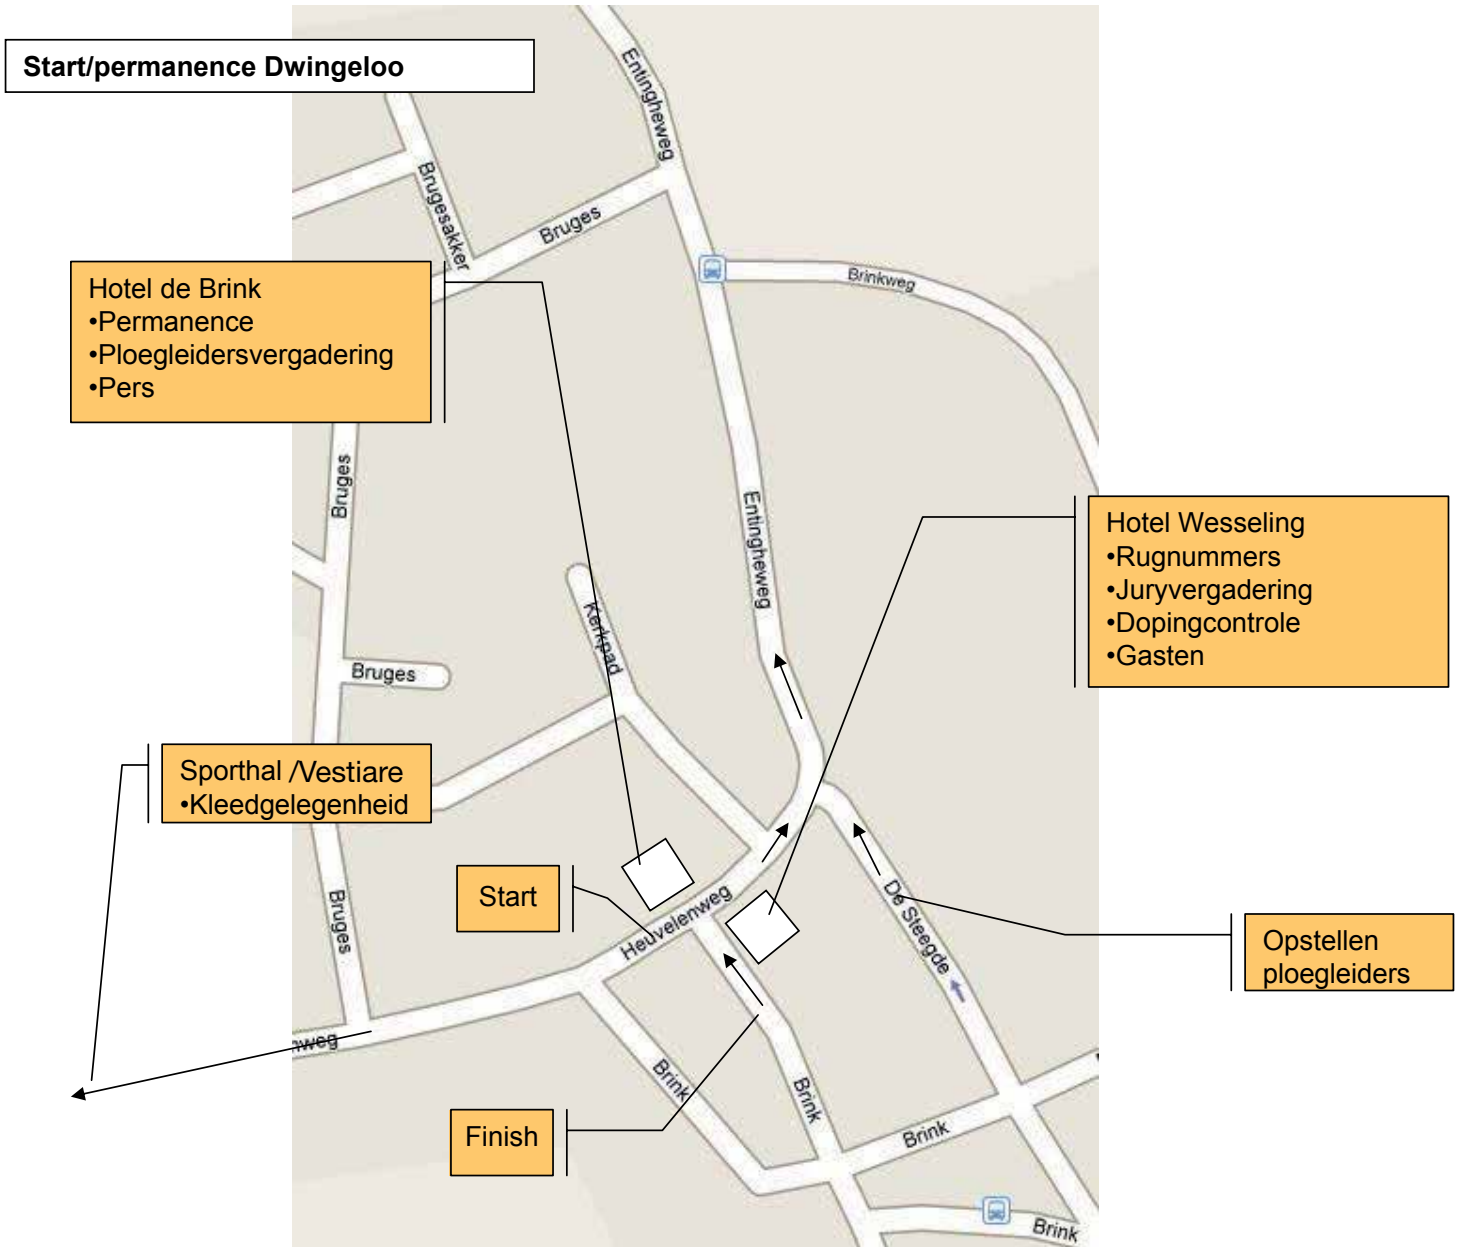 Start/permanence Dwingeloo
Entingheweg
Brugesakker
Bruges
Brinkweg
Hotel de Brink
•Permanence
•Ploegleidersvergadering
•Pers
Bruges
Entingheweg
Hotel Wesseling
•Rugnummers
•Juryvergadering
•Dopingcontrole
•Gasten
Kerkpad
Bruges
Sporthal /Vestiare
•Kleedgelegenheid
Start
Heuvelenweg
De Steegde
Bruges
Opstellen
ploegleiders
nweg
Brink
Brink
Finish
Brink
Brink